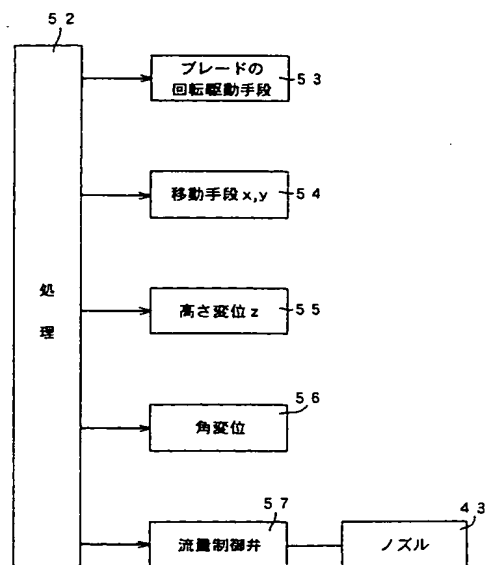 ５２
ブレードの
回転駆動手段
５３
移動手段x,y
５４
処
理
高さ変位z
５５
５６
角変位
５７
４３
流量制御弁
ノズル